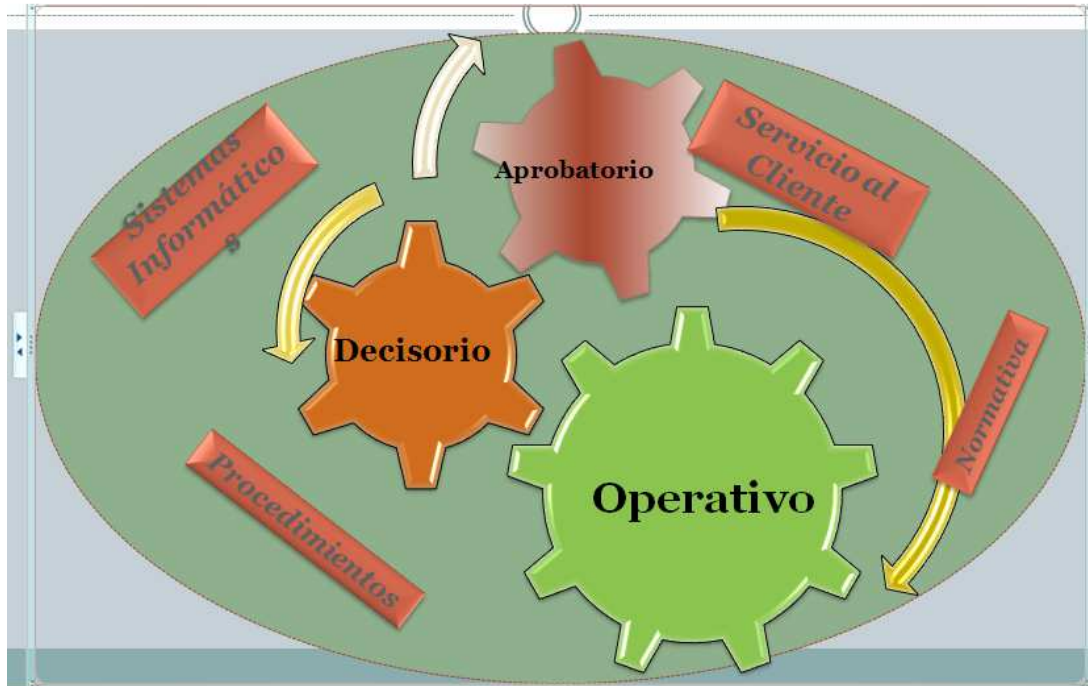 Aprobatorio
Servicio al
Cliente
Sistemas
Informático
s
Decisorio
Normativa
Procedimientos
Operativo